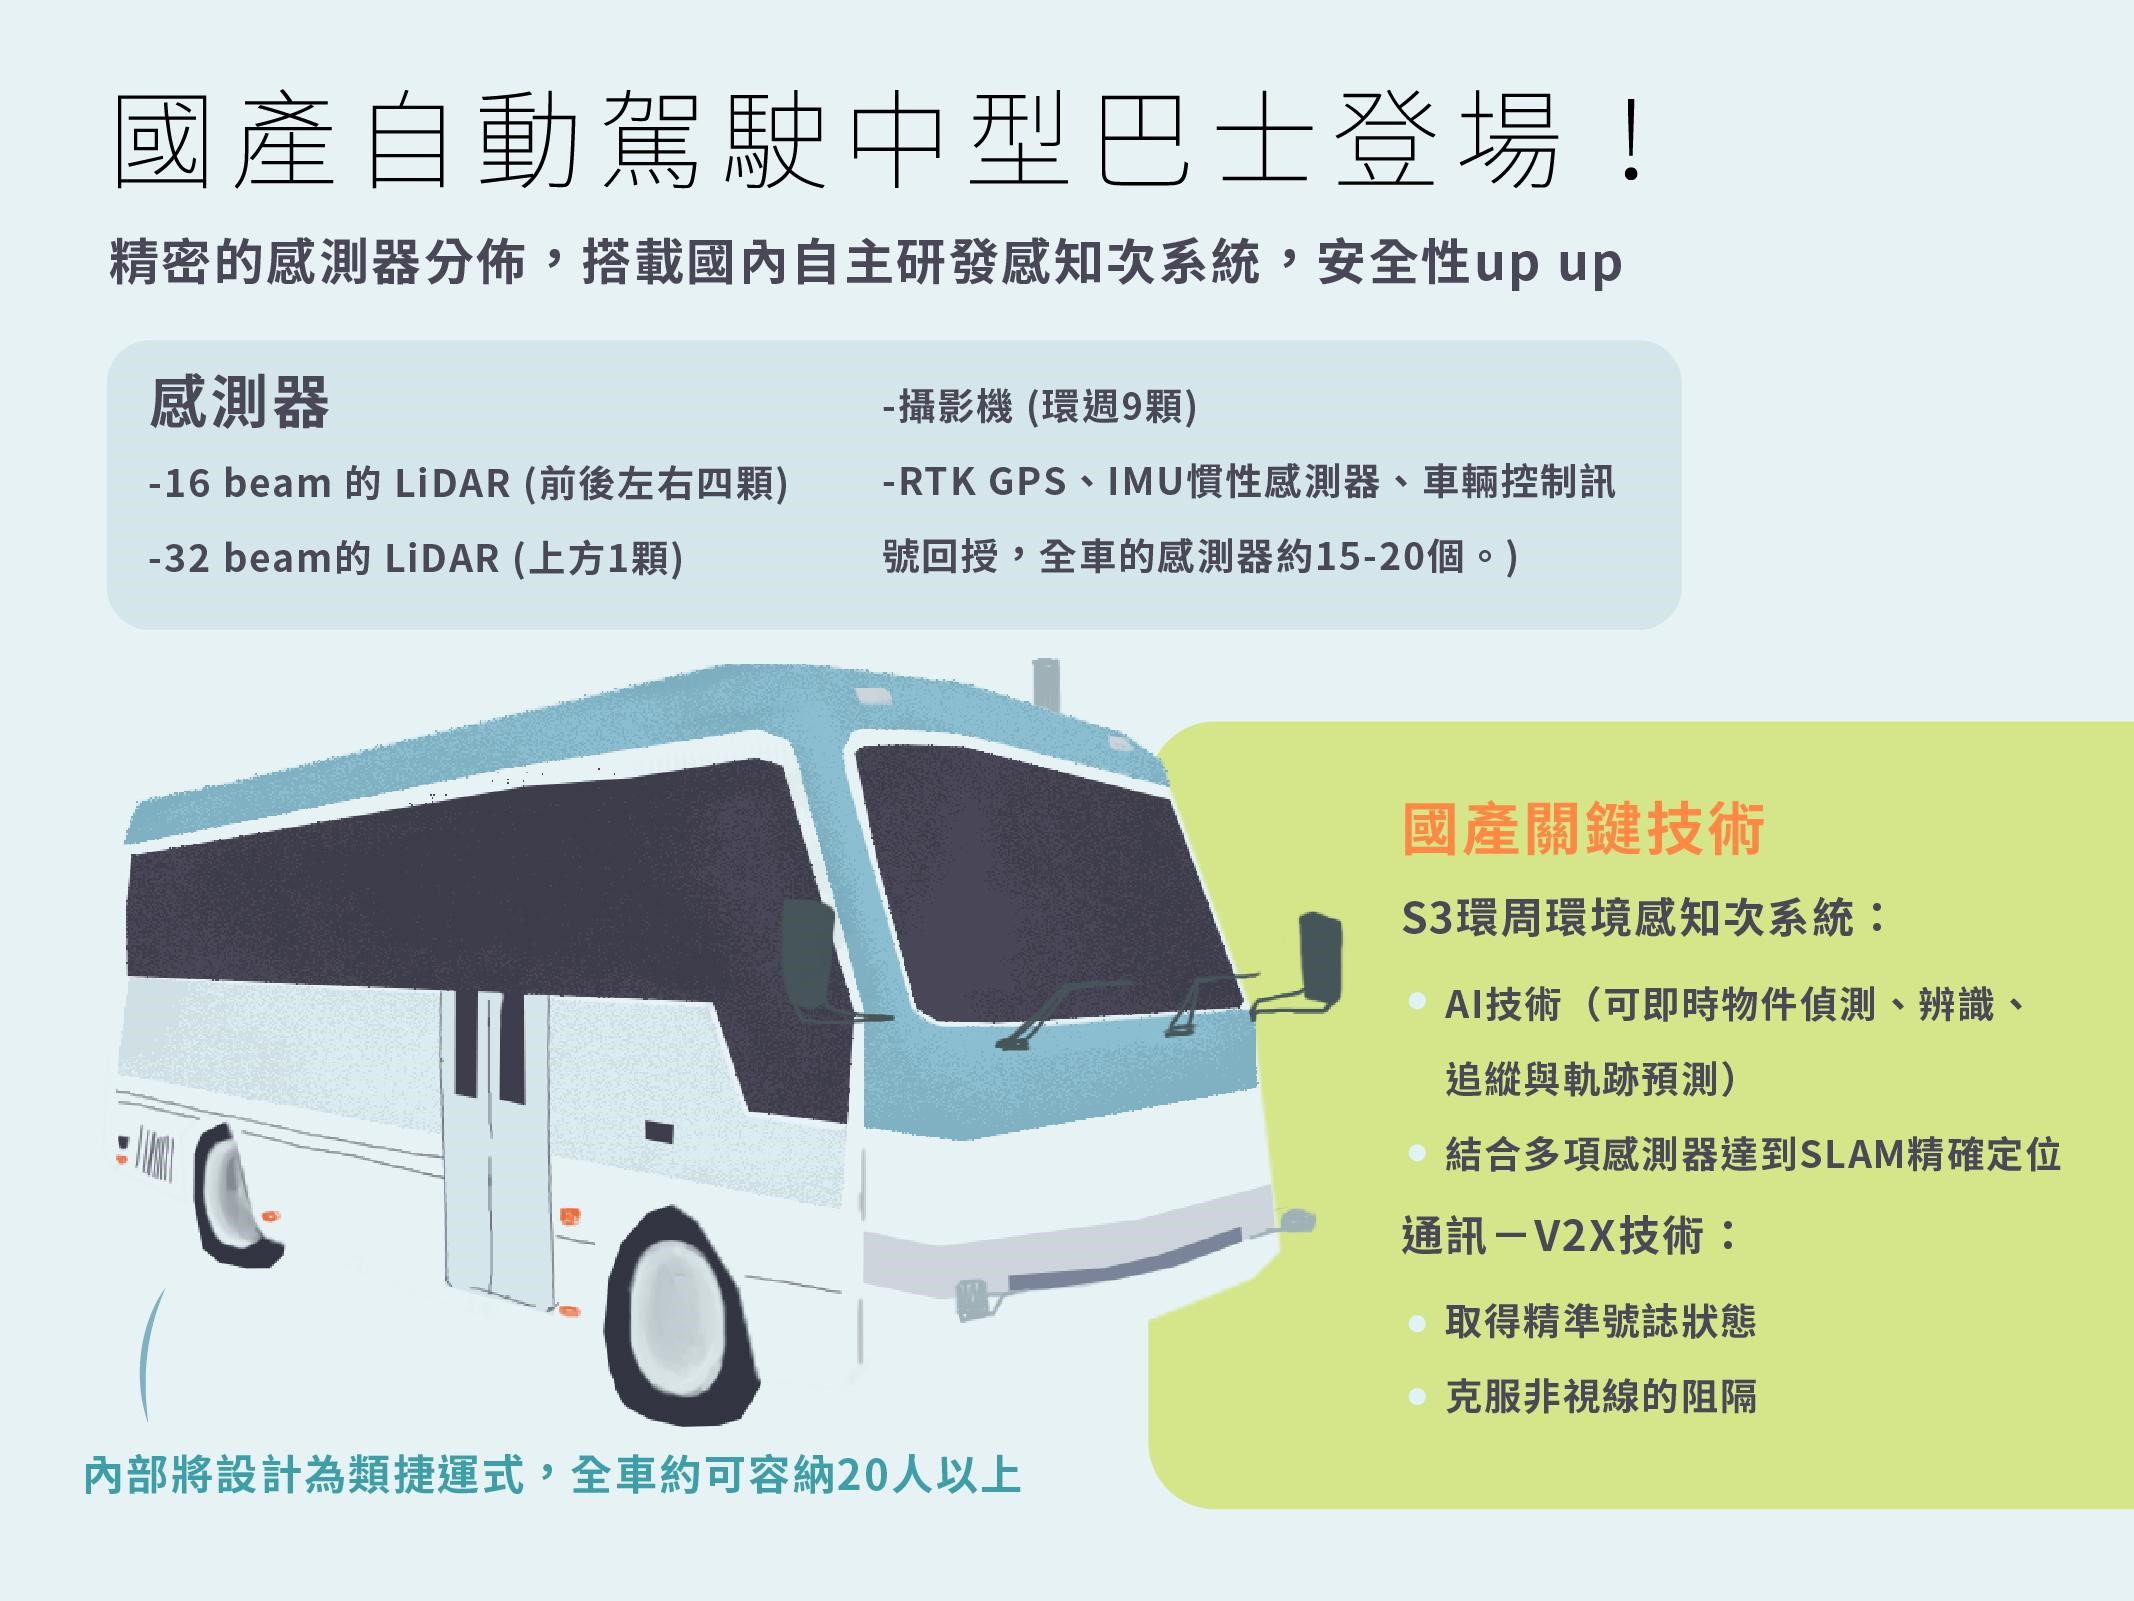 國產自動駕駛中型巴士登場！
精密的感測器分佈，搭載國內自主研發感知次系統，安全性up up
感測器
-16 beam 的 LiDAR (前後左右四顆)
-32 beam的 LiDAR (上方1顆)
-攝影機 (環週9顆)
-RTK GPS、IMU慣性感測器、車輛控制訊
號回授，全車的感測器約15-20個。)
國產關鍵技術
S3環周環境感知次系統：
AI技術（可即時物件偵測、辨識、
追縱與軌跡預測）
結合多項感測器達到SLAM精確定位
通訊－V2X技術：
取得精準號誌狀態
克服非視線的阻隔
內部將設計為類捷運式，全車約可容納20人以上